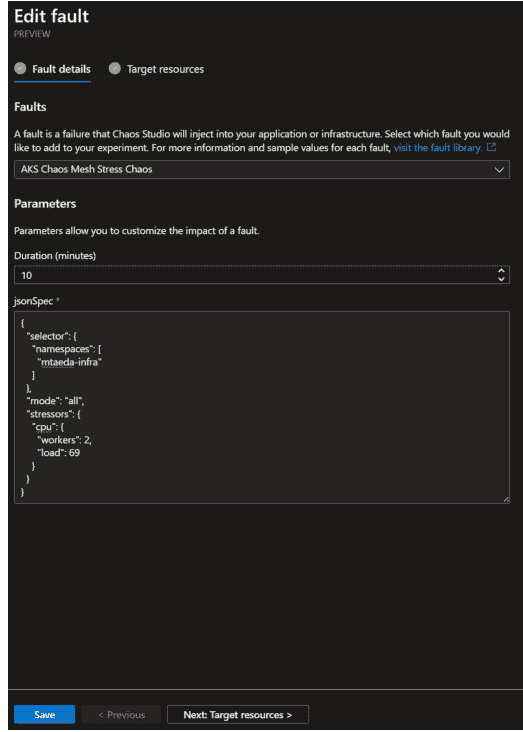 Edit fault
PREVIEW
Fault details
Target resources
Faults
A fault is a failure that Chaos Studio will inject into your application or infrastructure. Select which fault you would
like to add to your experiment. For more information and sample values for each fault, visit the fault library.
AKS Chaos Mesh Stress Chaos
Parameters
Parameters allow you to customize the impact of a fault.
Duration (minutes)
10
jsonSpec *
{
  "selector": {
    "namespaces": [
      "mtaeda-infra"
    ]
  },
  "mode": "all",
  "stressors": {
    "cpu": {
      "workers": 2,
      "load": 69
    }
  }
}
Save
< Previous
Next: Target resources >